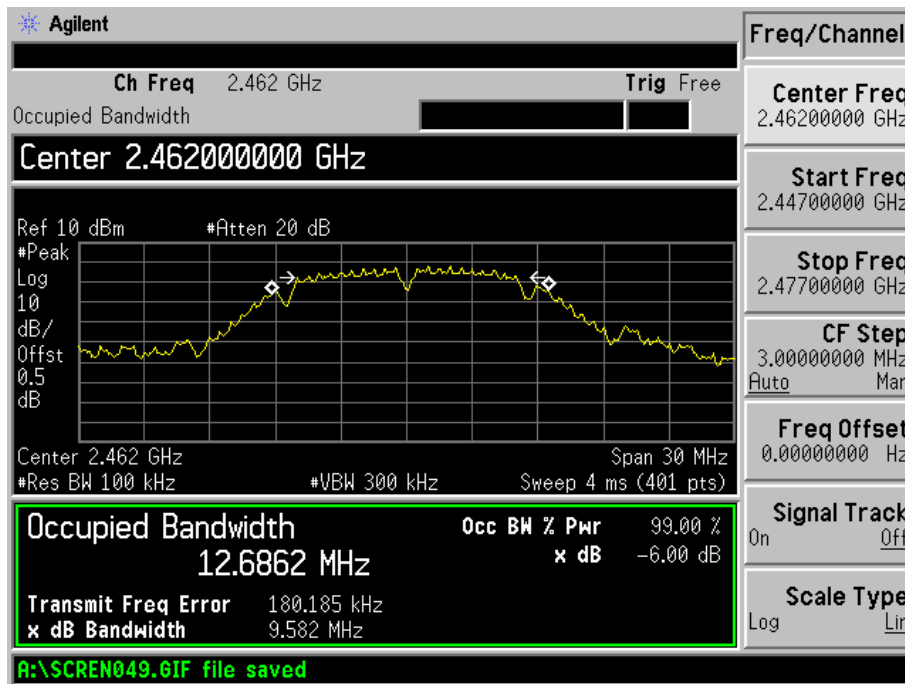 Agilent
Freq/Channel
Ch Freq 2.462 GHz Trig Free
Occupied Bandwidth
Center 2.462000000 GHz
Ref 10 dBm #Atten 20 dB
#Peak
Log
10
dB/
Offst
0.5
dB
Center 2.462 GHz Span 30 MHz
#Res BW 100 kHz #VBW 300 kHz Sweep 4 ms (401 pts)
Occupied Bandwidth
12.6862 MHz
Occ BW % Pwr 99.00 %
x dB -6.00 dB
Transmit Freq Error 180.185 kHz
x dB Bandwidth 9.582 MHz
A:\SCREN049.GIF file saved
Center Freq
2.46200000 GHz
Start Freq
2.44700000 GHz
Stop Freq
2.47700000 GHz
CF Step
3.00000000 MHz
Auto Man
Freq Offset
0.00000000 Hz
Signal Track
On Off
Scale Type
Log Lin